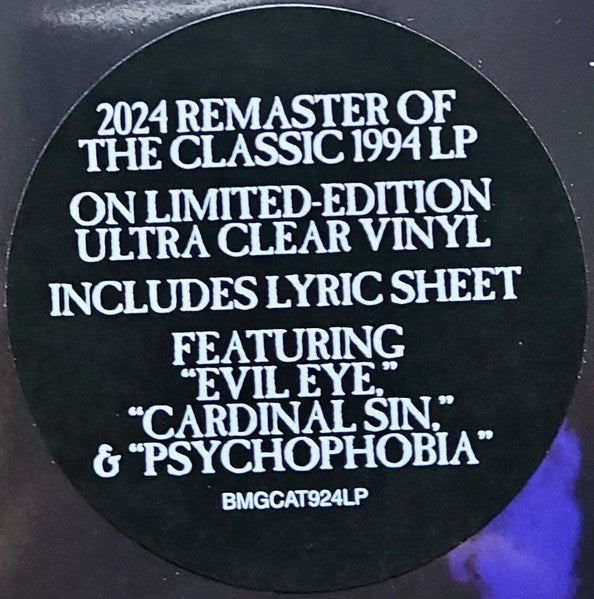 2024 REMASTER OF
THE CLASSIC 1994 LP
ON LIMITED-EDITION
ULTRA CLEAR VINYL
INCLUDES LYRIC SHEET
FEATURING
“EVIL EYE,”
“CARDINAL SIN,”
& “PSYCHOPHOBIA”
BMGCAT924LP